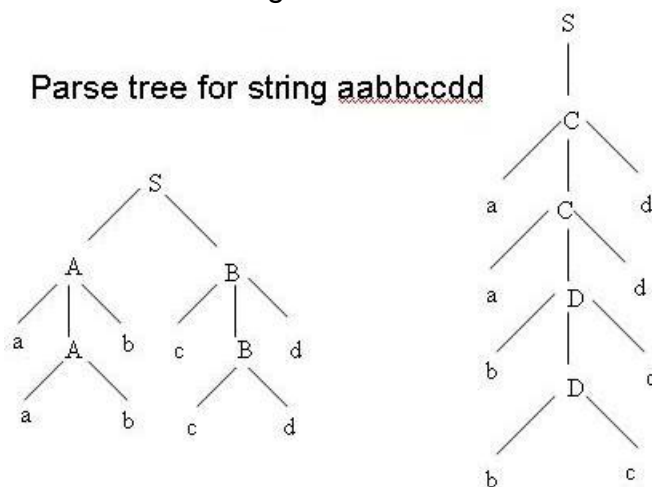 Parse tree for string aabbccdd
S
A B
a A b c B d
a b c d
S
C
a C d
a D d
b D c
b c